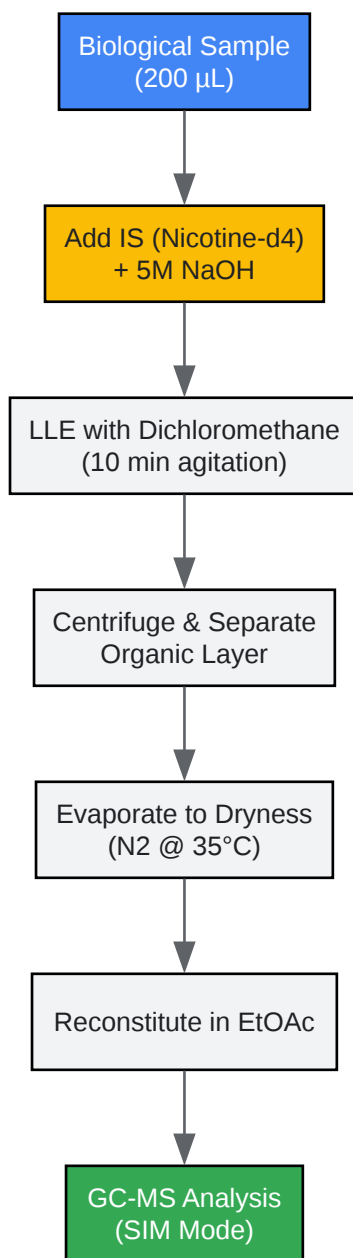 Biological Sample
(200 µL)
Add IS (Nicotine-d4)
+ 5M NaOH
LLE with Dichloromethane
(10 min agitation)
Centrifuge & Separate
Organic Layer
Evaporate to Dryness
(N2 @ 35°C)
Reconstitute in EtOAc
GC-MS Analysis
(SIM Mode)